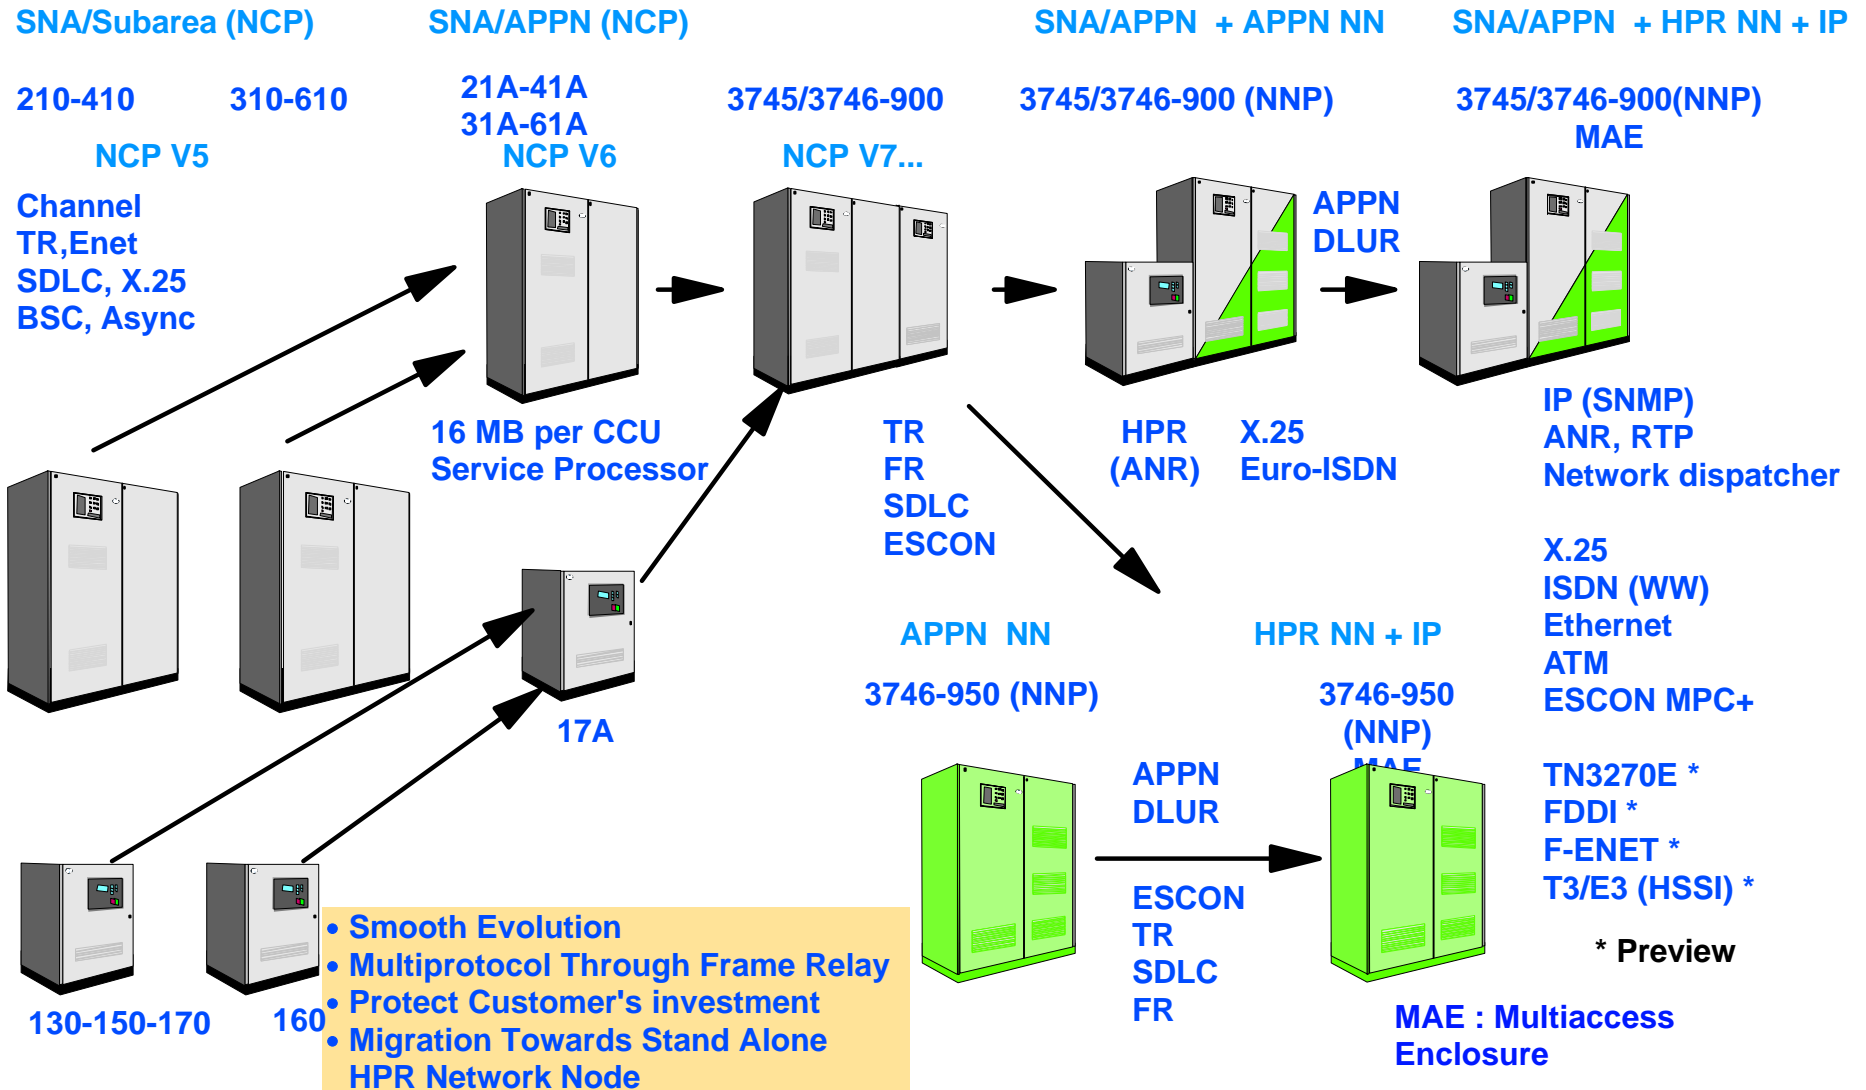 SNA/Subarea (NCP)
SNA/APPN (NCP)
SNA/APPN + APPN NN
SNA/APPN + HPR NN + IP
210-410
310-610
21A-41A
31A-61A
3745/3746-900
3745/3746-900 (NNP)
3745/3746-900(NNP)
MAE
NCP V5
NCP V6
NCP V7...
Channel
TR,Enet
SDLC, X.25
BSC, Async
APPN
DLUR
16 MB per CCU
Service Processor
TR
FR
SDLC
ESCON
HPR
(ANR)
X.25
Euro-ISDN
IP (SNMP)
ANR, RTP
Network dispatcher
X.25
ISDN (WW)
Ethernet
ATM
ESCON MPC+
TN3270E *
FDDI *
F-ENET *
T3/E3 (HSSI) *
* Preview
17A
APPN NN
3746-950 (NNP)
HPR NN + IP
3746-950
(NNP)
MAE
APPN
DLUR
ESCON
TR
SDLC
FR
130-150-170
160
• Smooth Evolution
• Multiprotocol Through Frame Relay
• Protect Customer's investment
• Migration Towards Stand Alone
HPR Network Node
MAE : Multiaccess
Enclosure